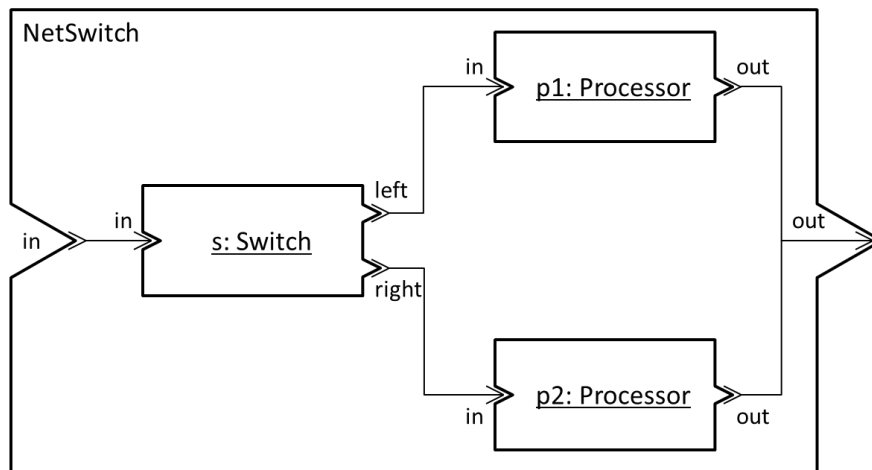 NetSwitch
in
p1: Processor
out
left
in
in
s: Switch
out
right
in
p2: Processor
out